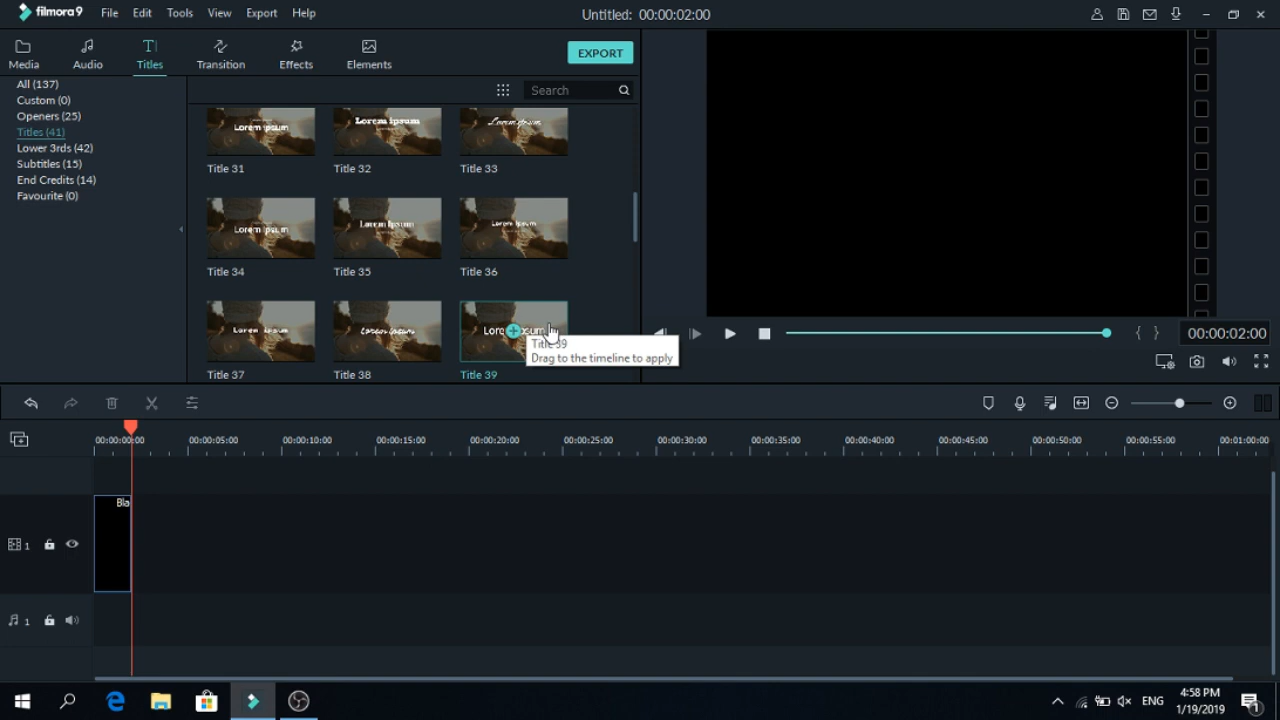 filmora9
File Edit Tools View Export Help
Untitled: 00:00:02:00
Media Audio Titles Transition Effects Elements
EXPORT
All (137)
Custom (0)
Openers (25)
Titles (41)
Lower 3rds (42)
Subtitles (15)
End Credits (14)
Favourite (0)
Search
Lorem Ipsum Lorem Ipsum Lorem Ipsum
Title 31 Title 32 Title 33
Lorem Ipsum Lorem Ipsum Lorem Ipsum
Title 34 Title 35 Title 36
Lorem Ipsum Lorem Ipsum
Title 39
Drag to the timeline to apply
Title 37 Title 38 Title 39
{ } 00:00:02:00
00:00:00:00 00:00:05:00 00:00:10:00 00:00:15:00 00:00:20:00 00:00:25:00 00:00:30:00 00:00:35:00 00:00:40:00 00:00:45:00 00:00:50:00 00:00:55:00 00:01:00:00
Bla
1
1
ENG
4:58 PM
1/19/2019
1